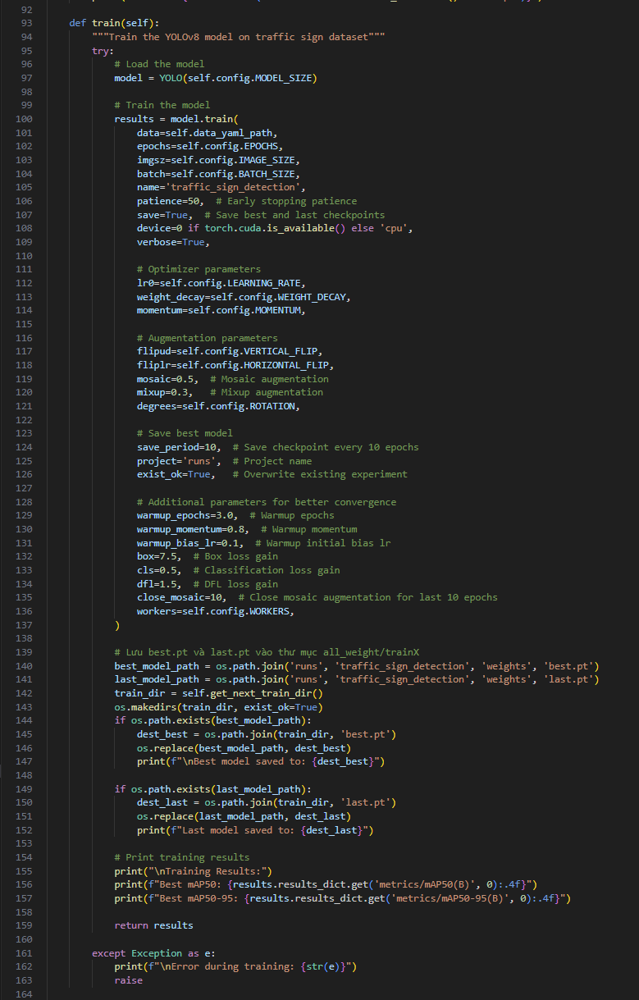 92
93 def train(self):
94 """Train the YOLOv8 model on traffic sign dataset"""
95 try:
96 # Load the model
97 model = YOLO(self.config.MODEL_SIZE)
98
99 # Train the model
100 results = model.train(
101 data=self.data_yaml_path,
102 epochs=self.config.EPOCHS,
103 imgsz=self.config.IMAGE_SIZE,
104 batch=self.config.BATCH_SIZE,
105 name='traffic_sign_detection',
106 patience=50,  # Early stopping patience
107 save=True,  # Save best and last checkpoints
108 device=0 if torch.cuda.is_available() else 'cpu',
109 verbose=True,
110
111 # Optimizer parameters
112 lr0=self.config.LEARNING_RATE,
113 weight_decay=self.config.WEIGHT_DECAY,
114 momentum=self.config.MOMENTUM,
115
116 # Augmentation parameters
117 flipud=self.config.VERTICAL_FLIP,
118 fliplr=self.config.HORIZONTAL_FLIP,
119 mosaic=0.5,  # Mosaic augmentation
120 mixup=0.3,   # Mixup augmentation
121 degrees=self.config.ROTATION,
122
123 # Save best model
124 save_period=10,  # Save checkpoint every 10 epochs
125 project='runs',  # Project name
126 exist_ok=True,   # Overwrite existing experiment
127
128 # Additional parameters for better convergence
129 warmup_epochs=3.0,  # Warmup epochs
130 warmup_momentum=0.8,  # Warmup momentum
131 warmup_bias_lr=0.1,  # Warmup initial bias lr
132 box=7.5,  # Box loss gain
133 cls=0.5,  # Classification loss gain
134 dfl=1.5,  # DFL loss gain
135 close_mosaic=10,  # Close mosaic augmentation for last 10 epochs
136 workers=self.config.WORKERS,
137 )
138
139 # Lưu best.pt và last.pt vào thư mục all_weight/trainX
140 best_model_path = os.path.join('runs', 'traffic_sign_detection', 'weights', 'best.pt')
141 last_model_path = os.path.join('runs', 'traffic_sign_detection', 'weights', 'last.pt')
142 train_dir = self.get_next_train_dir()
143 os.makedirs(train_dir, exist_ok=True)
144 if os.path.exists(best_model_path):
145 dest_best = os.path.join(train_dir, 'best.pt')
146 os.replace(best_model_path, dest_best)
147 print(f"\nBest model saved to: {dest_best}")
148
149 if os.path.exists(last_model_path):
150 dest_last = os.path.join(train_dir, 'last.pt')
151 os.replace(last_model_path, dest_last)
152 print(f"Last model saved to: {dest_last}")
153
154 # Print training results
155 print("\nTraining Results:")
156 print(f"Best mAP50: {results.results_dict.get('metrics/mAP50(B)', 0):.4f}")
157 print(f"Best mAP50-95: {results.results_dict.get('metrics/mAP50-95(B)', 0):.4f}")
158
159 return results
160
161 except Exception as e:
162 print(f"\nError during training: {str(e)}")
163 raise
164